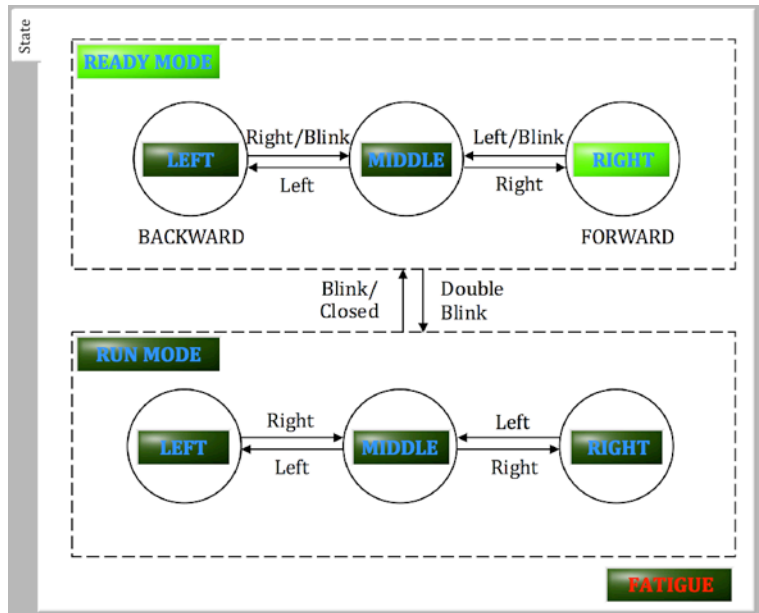 State
READY MODE
Right/Blink
Left/Blink
LEFT
MIDDLE
RIGHT
Left
Right
BACKWARD
FORWARD
Blink/
Closed
Double
Blink
RUN MODE
Right
Left
LEFT
MIDDLE
RIGHT
Left
Right
FATIGUE